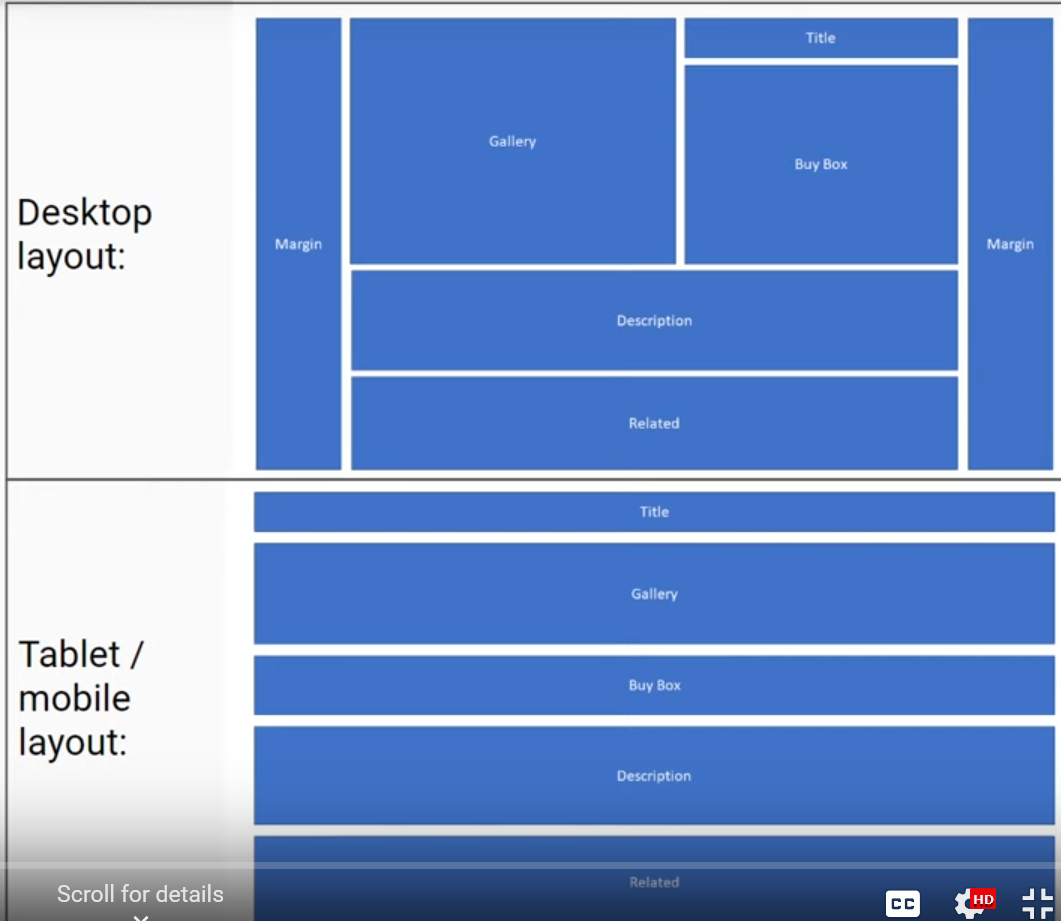 Desktop
layout:
Margin
Gallery
Title
Buy Box
Margin
Description
Related
Tablet /
mobile
layout:
Title
Gallery
Buy Box
Description
Related
Scroll for details
CC
HD